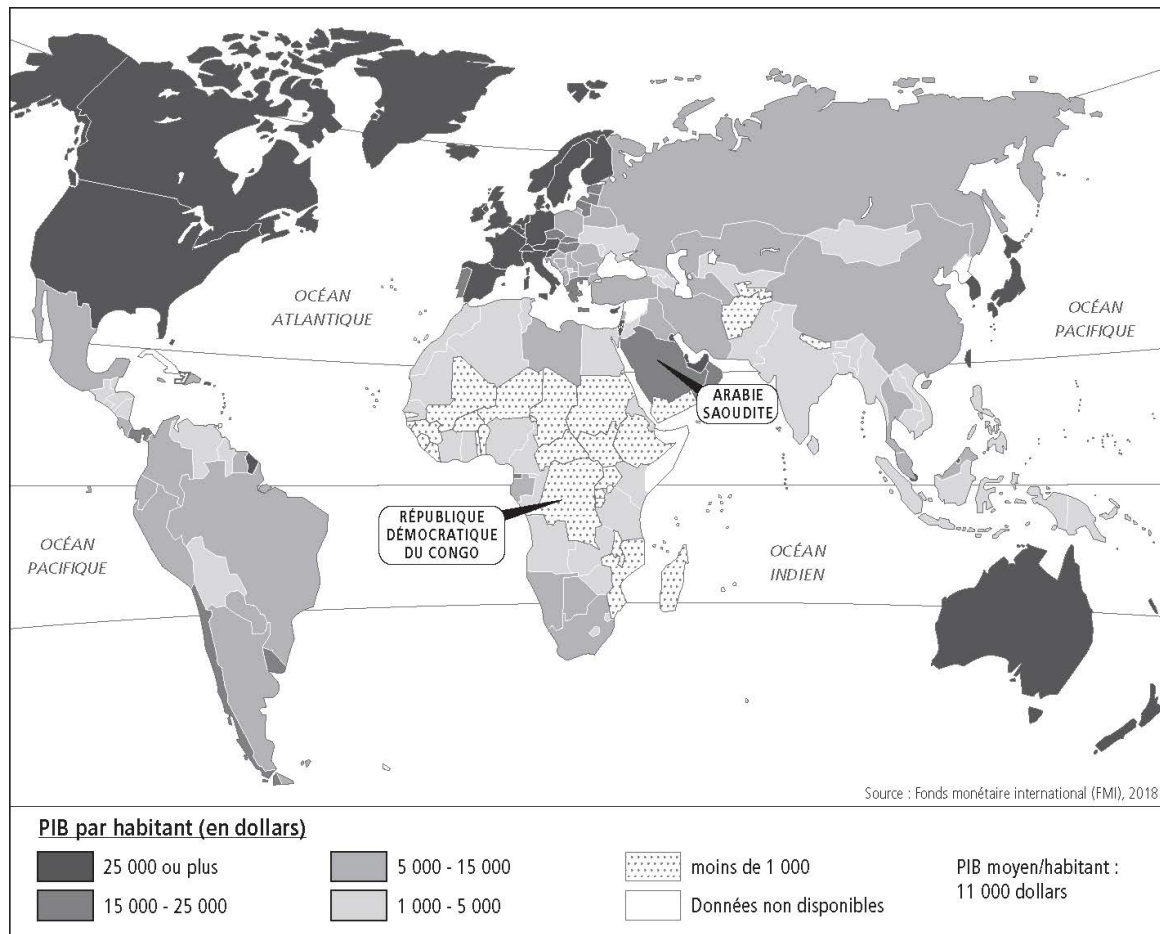 OCÉAN
ATLANTIQUE
OCÉAN
PACIFIQUE
ARABIE
SAOUDITE
RÉPUBLIQUE
DÉMOCRATIQUE
DU CONGO
OCÉAN
PACIFIQUE
OCÉAN
INDIEN
Source : Fonds monétaire international (FMI), 2018
PIB par habitant (en dollars)
25 000 ou plus
15 000 - 25 000
5 000 - 15 000
1 000 - 5 000
moins de 1 000
Données non disponibles
PIB moyen/habitant :
11 000 dollars